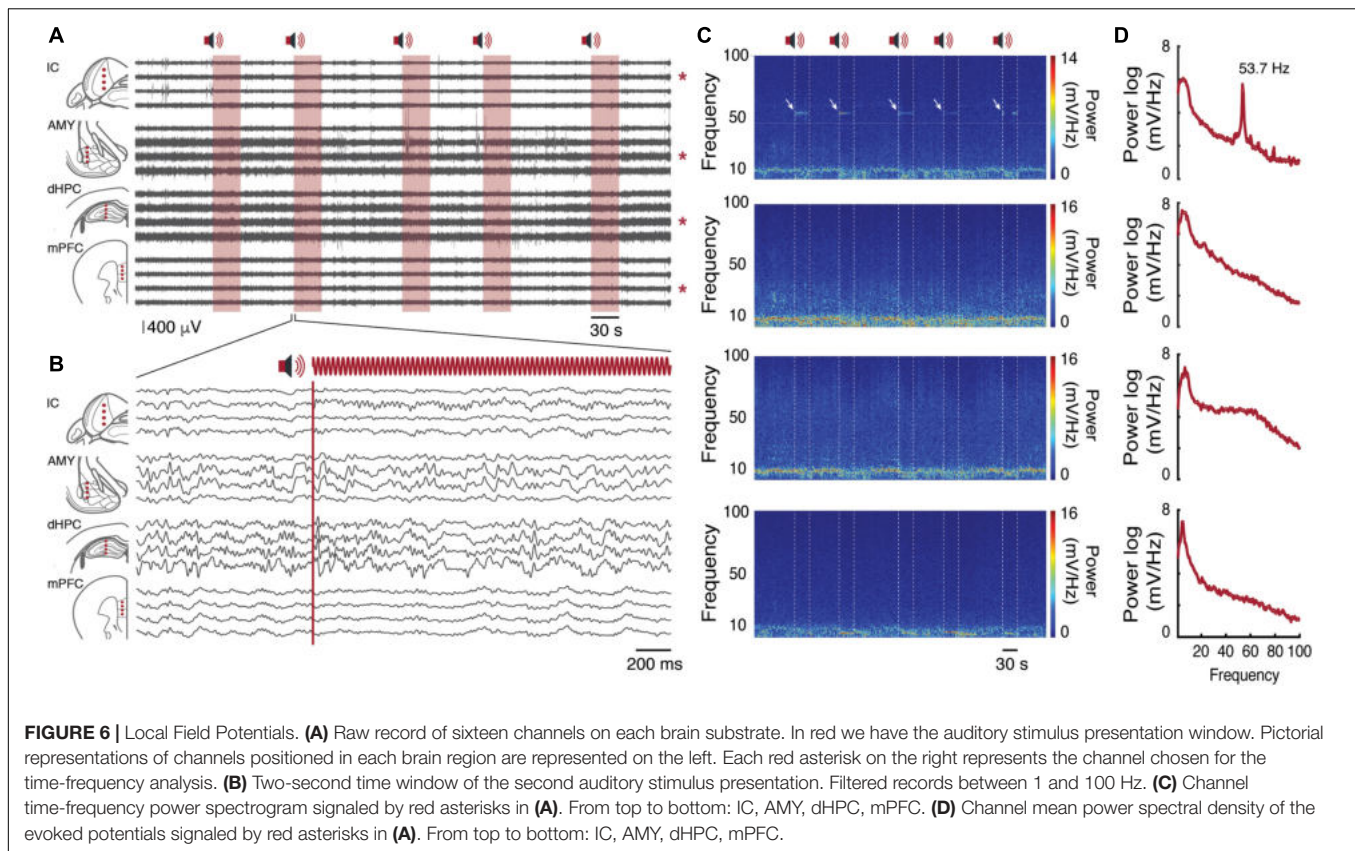 A
IC
*
AMY
*
dHPC
*
mPFC
*
400 μV
30 s
B
IC
AMY
dHPC
mPFC
200 ms
C
100
50
10
Frequency
14
0
Power
(mV/Hz)
100
50
10
Frequency
16
0
Power
(mV/Hz)
100
50
10
Frequency
16
0
Power
(mV/Hz)
100
50
10
Frequency
16
0
Power
(mV/Hz)
30 s
D
8
0
Power log
(mV/Hz)
53.7 Hz
8
0
Power log
(mV/Hz)
8
0
Power log
(mV/Hz)
8
0
Power log
(mV/Hz)
20 40 60 80 100
Frequency
FIGURE 6 | Local Field Potentials. (A) Raw record of sixteen channels on each brain substrate. In red we have the auditory stimulus presentation window. Pictorial
representations of channels positioned in each brain region are represented on the left. Each red asterisk on the right represents the channel chosen for the
time-frequency analysis. (B) Two-second time window of the second auditory stimulus presentation. Filtered records between 1 and 100 Hz. (C) Channel
time-frequency power spectrogram signaled by red asterisks in (A). From top to bottom: IC, AMY, dHPC, mPFC. (D) Channel mean power spectral density of the
evoked potentials signaled by red asterisks in (A). From top to bottom: IC, AMY, dHPC, mPFC.